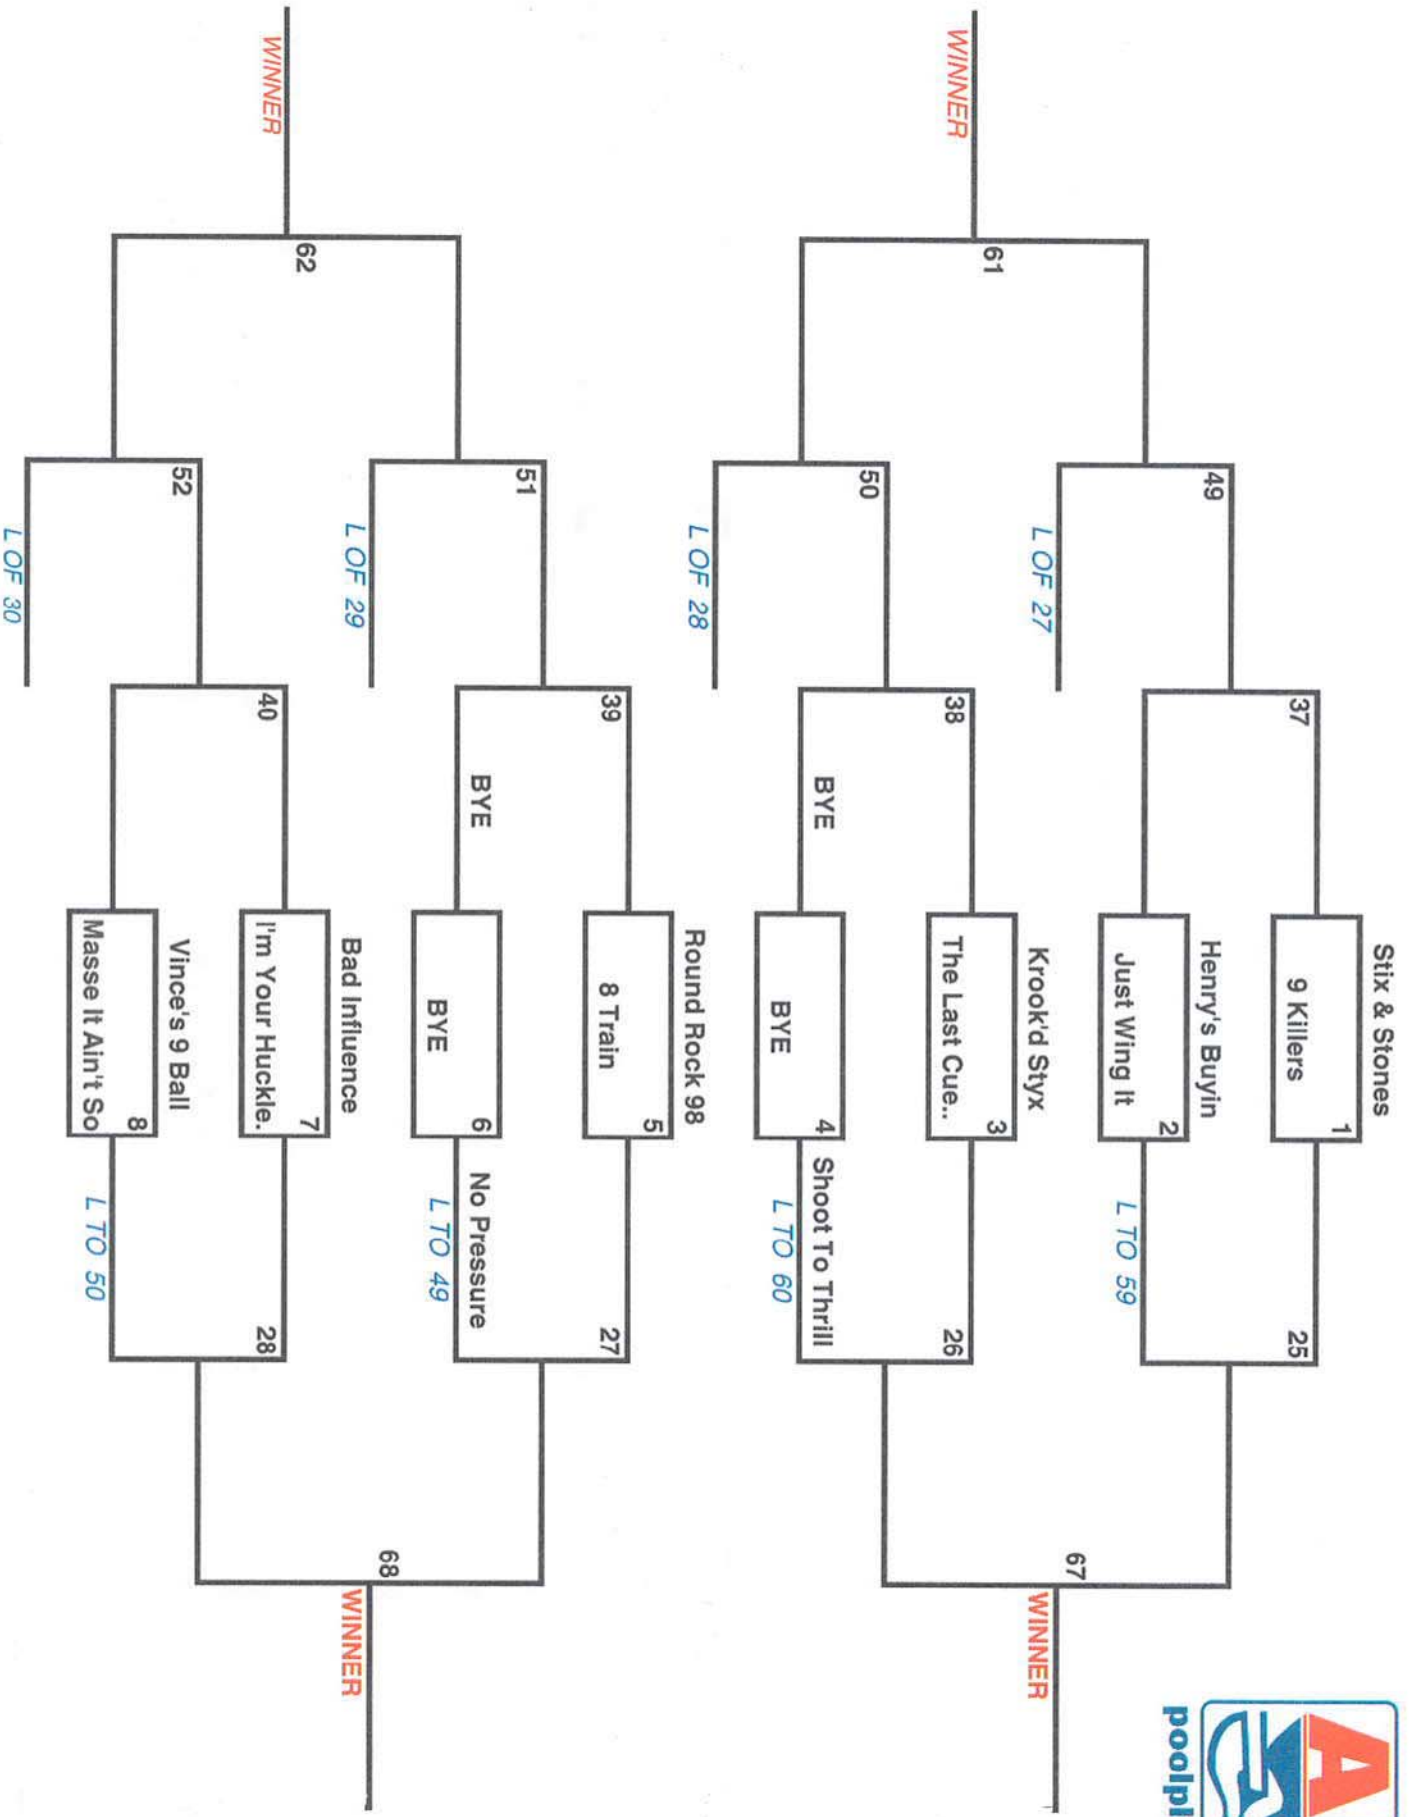 Stix & Stones
9 Killers
1
25
37
49
Henry's Buyin
Just Wing It
2
L TO 59
L OF 27
61
WINNER
67
WINNER
Krook'd Styx
The Last Cue..
3
26
38
50
BYE
BYE
4
Shoot To Thrill
L TO 60
L OF 28
Round Rock 98
8 Train
5
27
39
51
BYE
BYE
6
No Pressure
L TO 49
L OF 29
62
WINNER
68
WINNER
Bad Influence
I'm Your Huckle.
7
28
40
52
Vince's 9 Ball
Masse It Ain't So
8
L TO 50
L OF 30
A